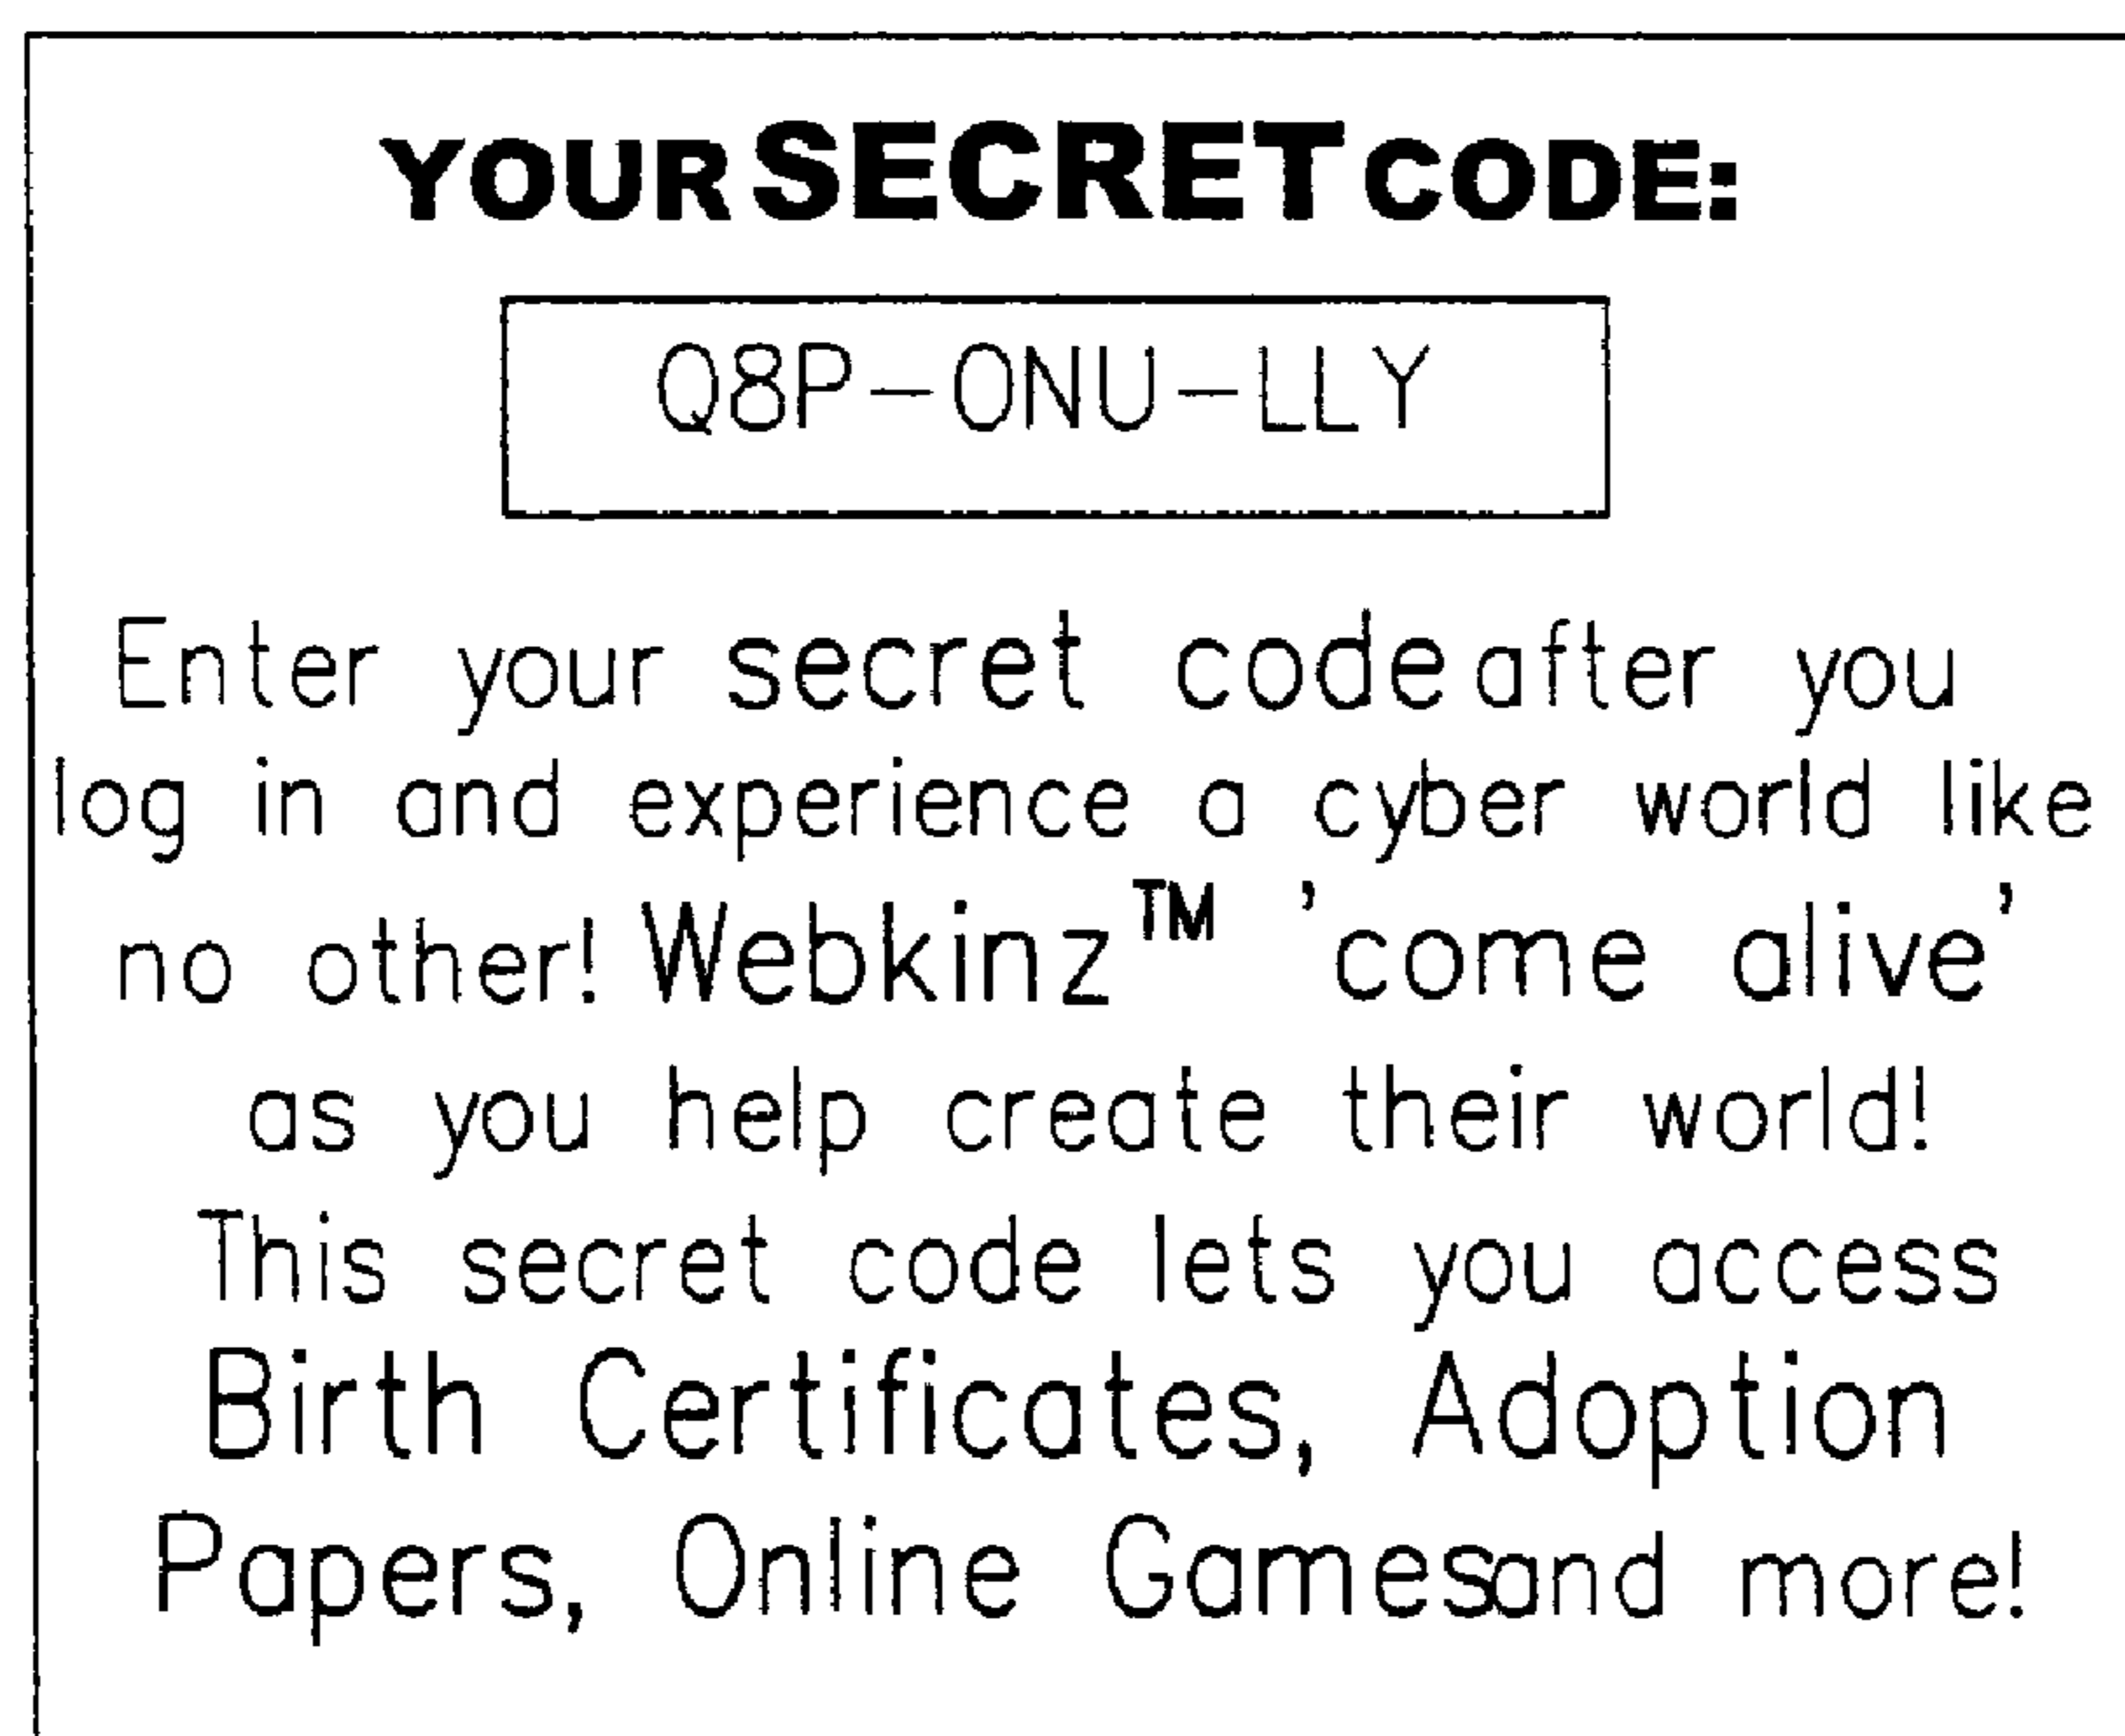 YOUR SECRET CODE:
Q8P-ONU-LLY
Enter your secret code after you
log in and experience a cyber world like
no other! Webkinz™ 'come alive'
as you help create their world!
This secret code lets you access
Birth Certificates, Adoption
Papers, Online Games and more!